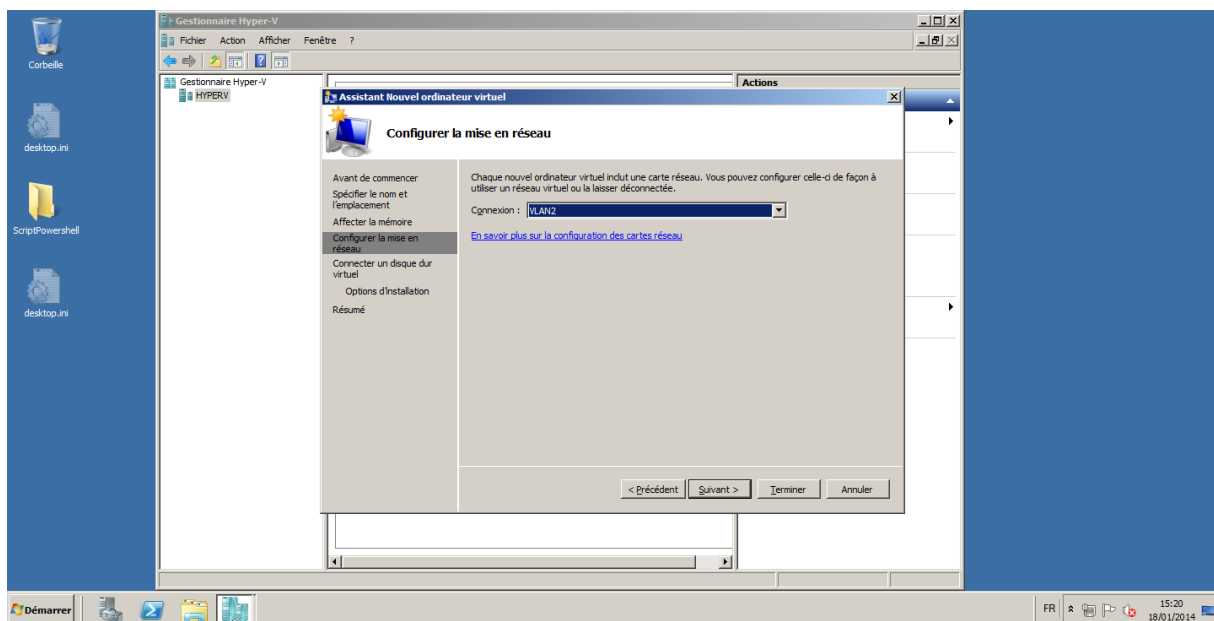 Corbeille
desktop.ini
ScriptPowershell
desktop.ini
Gestionnaire Hyper-V
Fichier Action Afficher Fenêtre ?
Gestionnaire Hyper-V
HYPERV
Actions
Assistant Nouvel ordinateur virtuel
Configurer la mise en réseau
Avant de commencer
Spécifier le nom et
l'emplacement
Affecter la mémoire
Configurer la mise en
réseau
Connecter un disque dur
virtuel
Options d'installation
Résumé
Chaque nouvel ordinateur virtuel inclut une carte réseau. Vous pouvez configurer celle-ci de façon à
utiliser un réseau virtuel ou la laisser déconnectée.
Connexion : VLAN2
En savoir plus sur la configuration des cartes réseau
< Précédent Suivant > Terminer Annuler
Démarrer
FR
15:20
18/01/2014